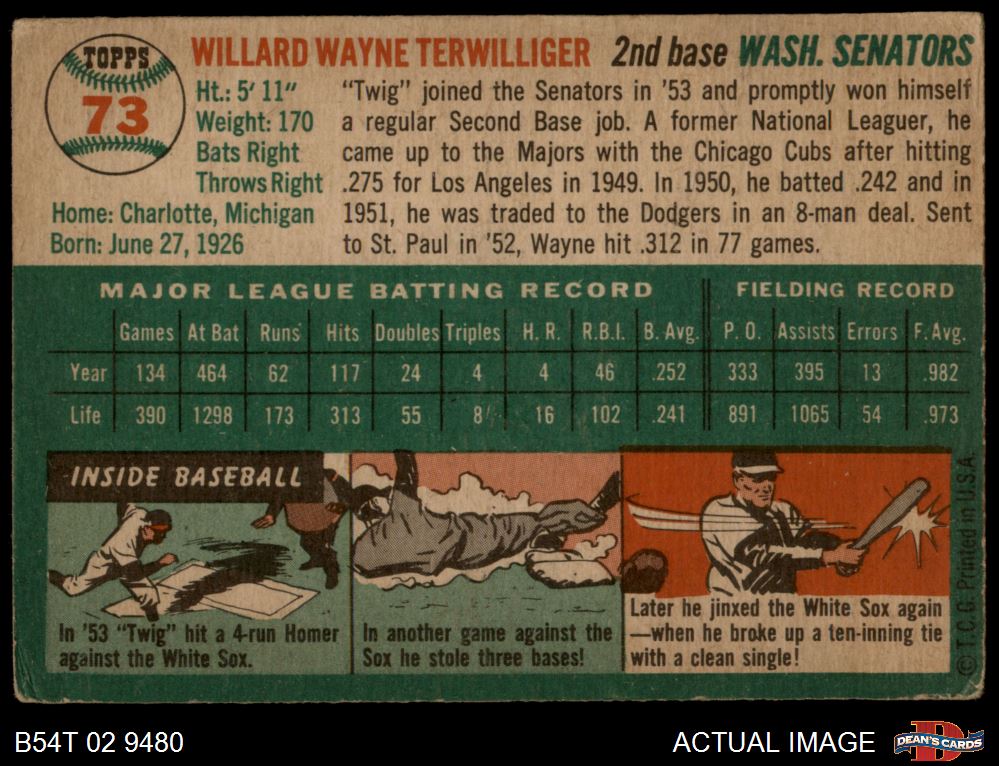 TOPPS
73
WILLARD WAYNE TERWILLIGER 2nd base WASH. SENATORS
Ht.: 5' 11"
Weight: 170
Bats Right
Throws Right
Home: Charlotte, Michigan
Born: June 27, 1926
"Twig" joined the Senators in '53 and promptly won himself
a regular Second Base job. A former National Leaguer, he
came up to the Majors with the Chicago Cubs after hitting
.275 for Los Angeles in 1949. In 1950, he batted .242 and in
1951, he was traded to the Dodgers in an 8-man deal. Sent
to St. Paul in '52, Wayne hit .312 in 77 games.
MAJOR LEAGUE BATTING RECORD FIELDING RECORD
Games At Bat Runs Hits Doubles Triples H. R. R.B.I. B. Avg. P. O. Assists Errors F. Avg.
Year 134 464 62 117 24 4 4 46 .252 333 395 13 .982
Life 390 1298 173 313 55 8 16 102 .241 891 1065 54 .973
INSIDE BASEBALL
In '53 "Twig" hit a 4-run Homer
against the White Sox.
In another game against the
Sox he stole three bases!
Later he jinxed the White Sox again
—when he broke up a ten-inning tie
with a clean single!
© T.C.G. Printed in U.S.A.
B54T 02 9480
ACTUAL IMAGE
DEAN'S CARDS